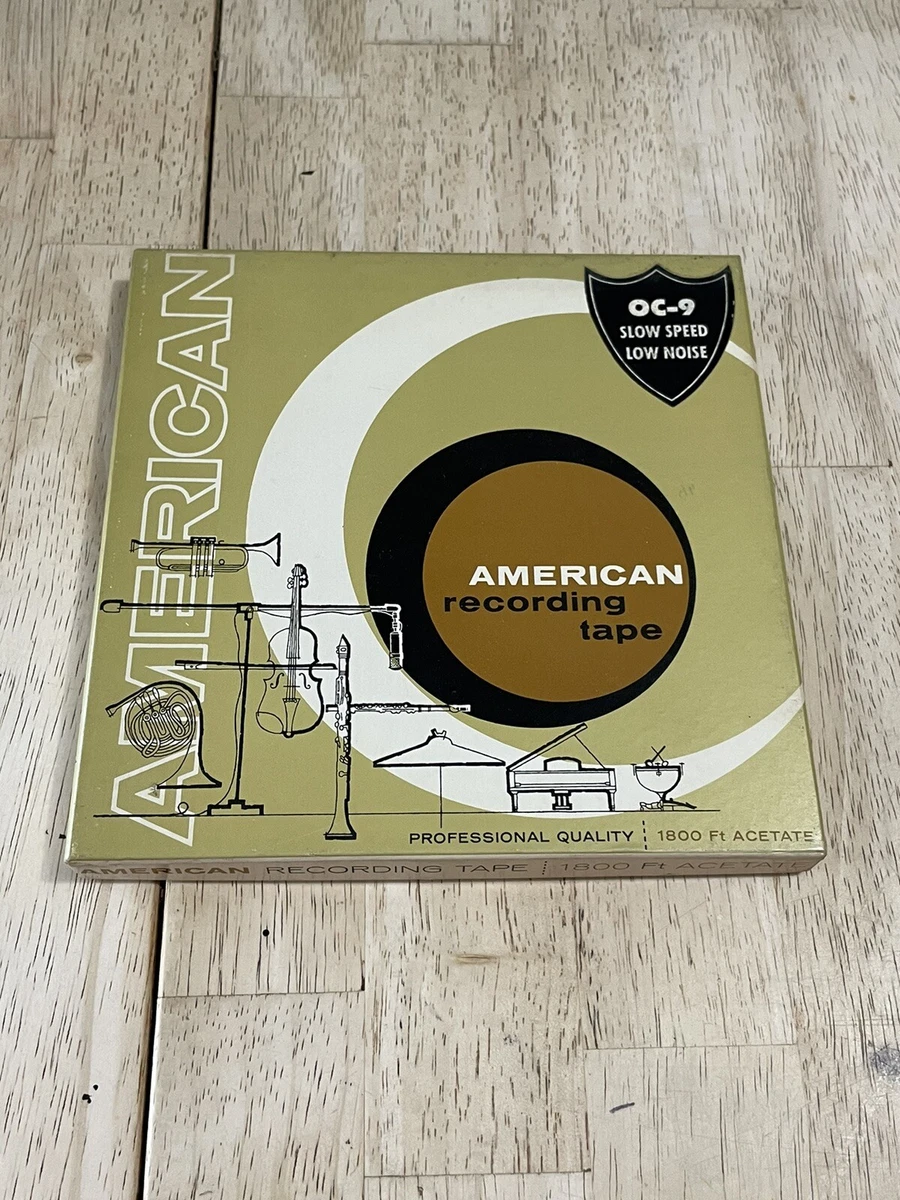 AMERICAN
OC-9
SLOW SPEED
LOW NOISE
AMERICAN
recording
tape
PROFESSIONAL QUALITY 1800 Ft ACETATE
AMERICAN RECORDING TAPE 1800 Ft ACETATE